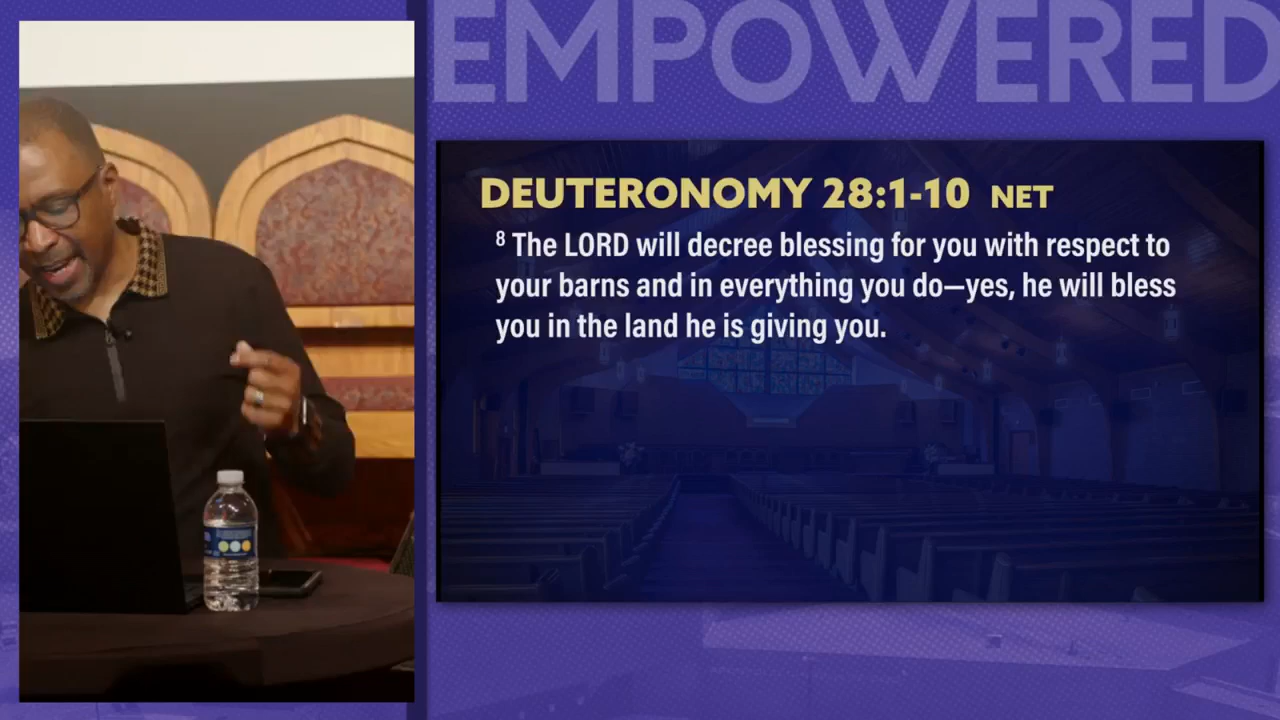 EMPOWERED
DEUTERONOMY 28:1-10 NET
8 The LORD will decree blessing for you with respect to
your barns and in everything you do—yes, he will bless
you in the land he is giving you.